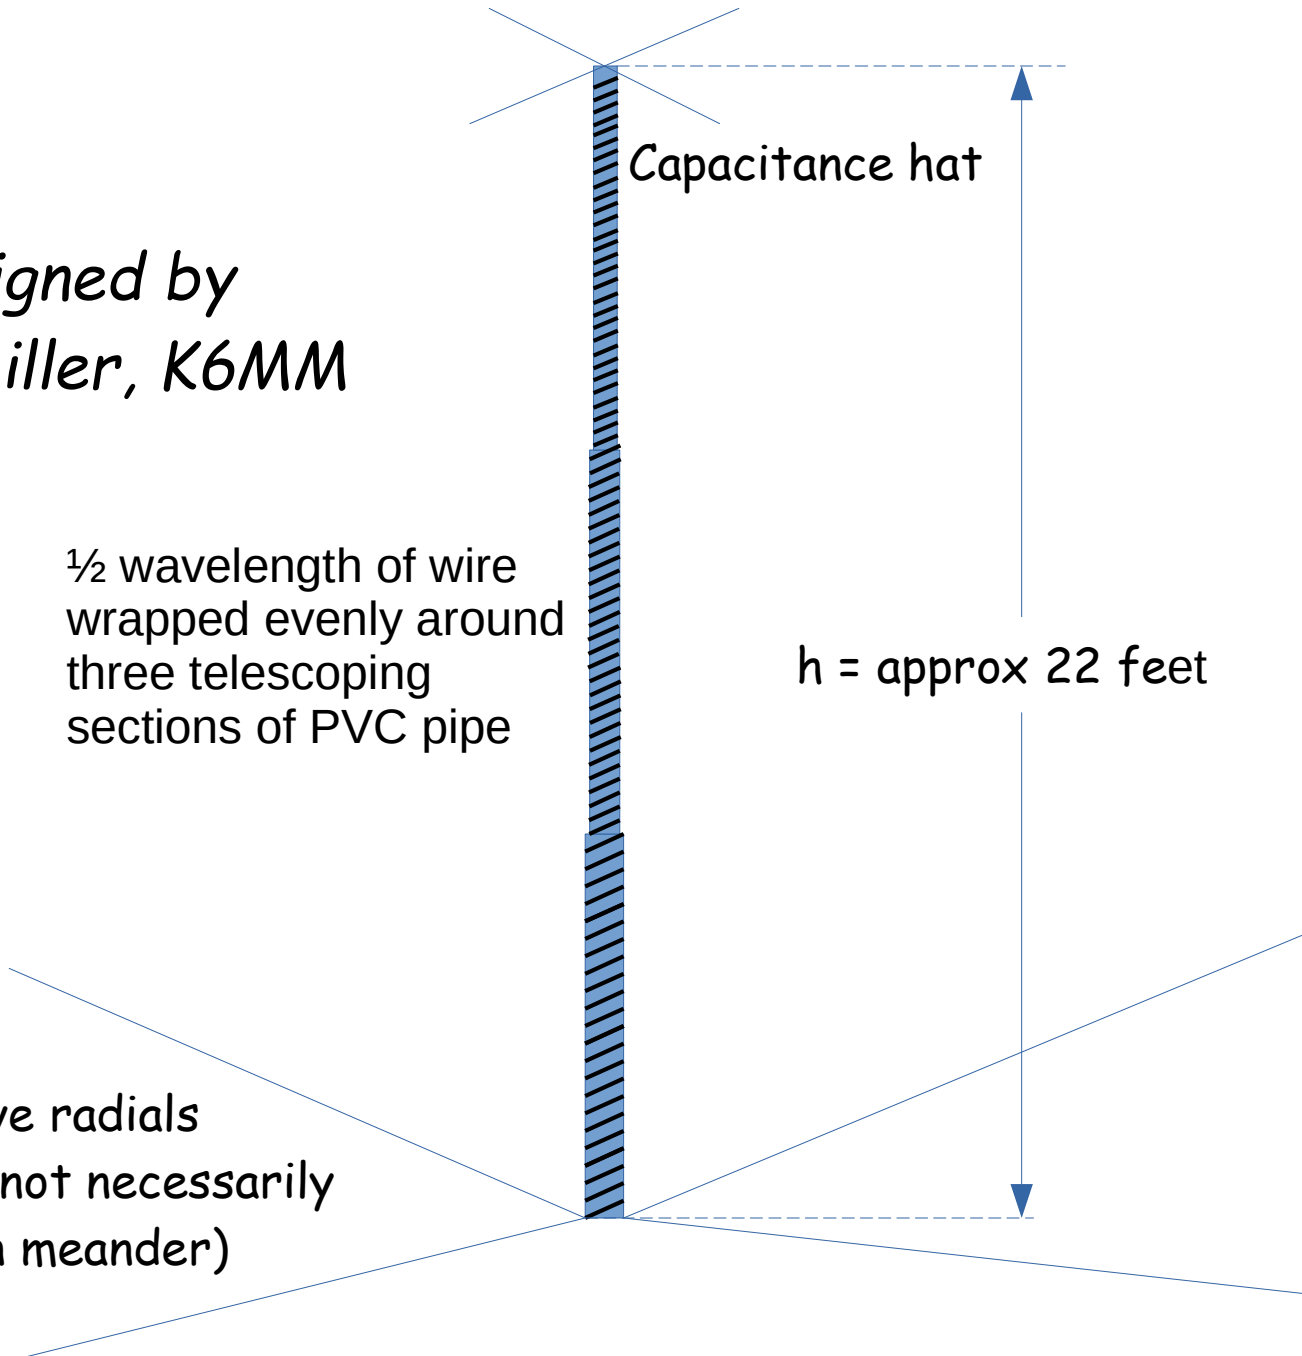 Capacitance hat
igned by
iller, K6MM
½ wavelength of wire
wrapped evenly around
three telescoping
sections of PVC pipe
h = approx 22 feet
ve radials
not necessarily
meander)